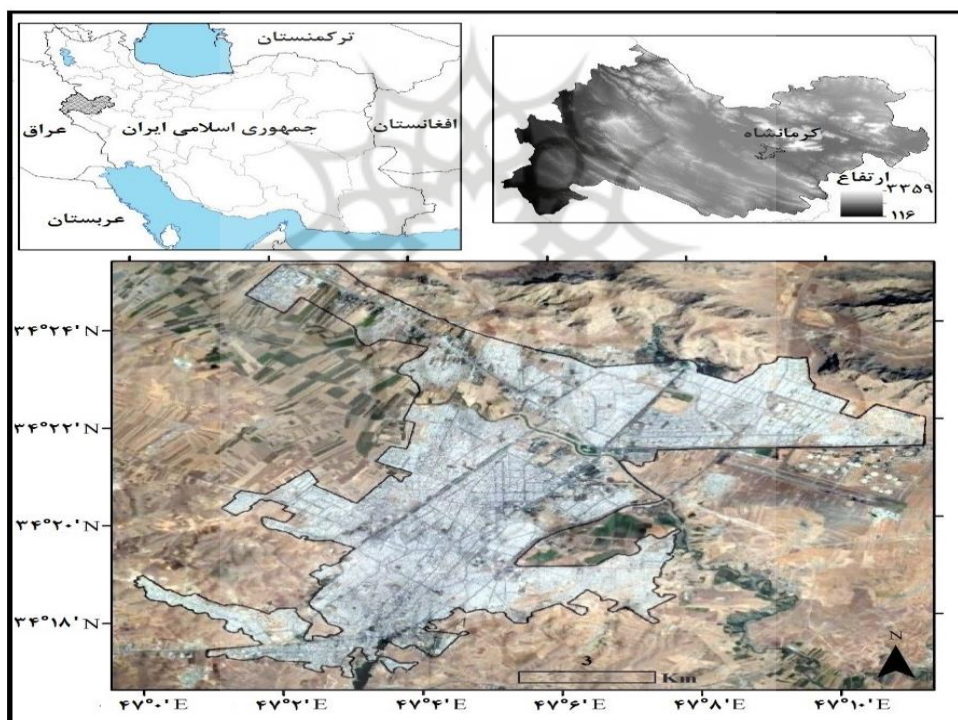 ترکمنستان
عراق
جمهوری اسلامی ایران
افغانستان
عربستان
کرمانشاه
ارتفاع
۳۳۵۹
۱۱۶
۳۴°۲۴' N
۳۴°۲۲' N
۳۴°۲۰' N
۳۴°۱۸' N
N
3
Km
۴۷°۰' E
۴۷°۲' E
۴۷°۴' E
۴۷°۶' E
۴۷°۸' E
۴۷°۱۰' E